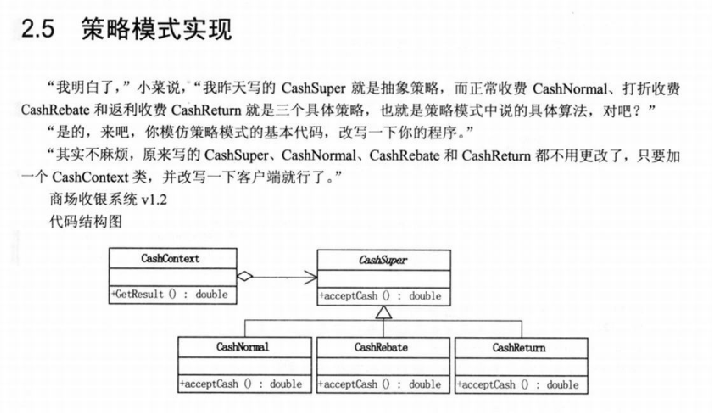 2.5 策略模式实现
“我明白了，”小菜说，“我昨天写的 CashSuper 就是抽象策略，而正常收费 CashNormal、打折收费
CashRebate 和返利收费 CashReturn 就是三个具体策略，也就是策略模式中说的具体算法，对吧？”
“是的，来吧，你模仿策略模式的基本代码，改写一下你的程序。”
“其实不麻烦，原来写的 CashSuper、CashNormal、CashRebate 和 CashReturn 都不用更改了，只要加
一个 CashContext 类，并改写一下客户端就行了。”
商场收银系统 v1.2
代码结构图
CashContext
+GetResult () : double
CashSuper
+acceptCash () : double
CashNormal
+acceptCash () : double
CashRebate
+acceptCash () : double
CashReturn
+acceptCash () : double